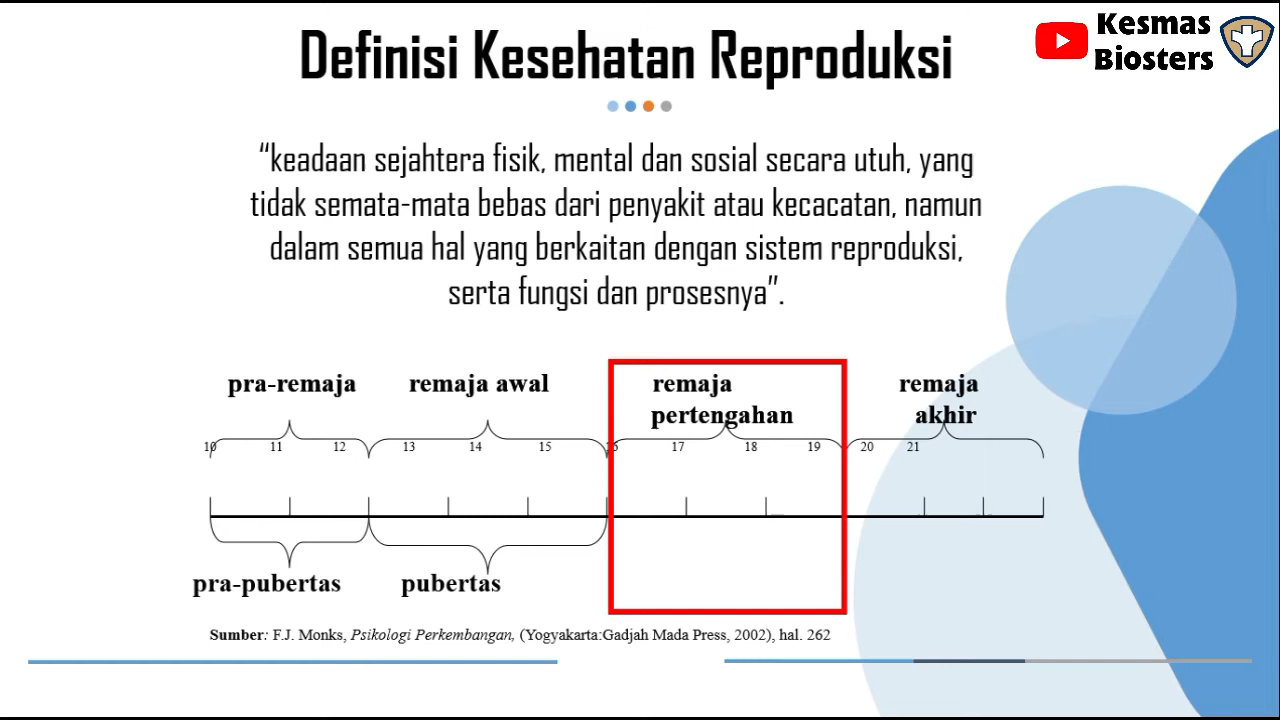 Definisi Kesehatan Reproduksi
Kesmas
Biosters
“keadaan sejahtera fisik, mental dan sosial secara utuh, yang
tidak semata-mata bebas dari penyakit atau kecacatan, namun
dalam semua hal yang berkaitan dengan sistem reproduksi,
serta fungsi dan prosesnya”.
pra-remaja remaja awal remaja remaja
pertengahan akhir
10 11 12 13 14 15 16 17 18 19 20 21
pra-pubertas pubertas
Sumber: F.J. Monks, Psikologi Perkembangan, (Yogyakarta:Gadjah Mada Press, 2002), hal. 262